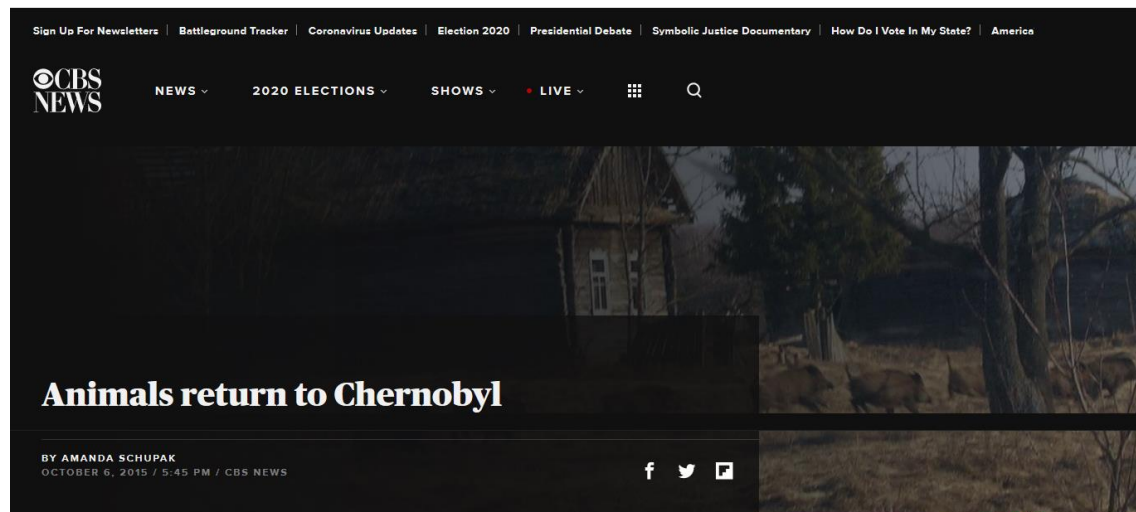 Sign Up For Newsletters | Battleground Tracker | Coronavirus Updates | Election 2020 | Presidential Debate | Symbolic Justice Documentary | How Do I Vote In My State? | America
CBS NEWS
NEWS 2020 ELECTIONS SHOWS LIVE
Animals return to Chernobyl
BY AMANDA SCHUPAK
OCTOBER 6, 2015 / 5:45 PM / CBS NEWS